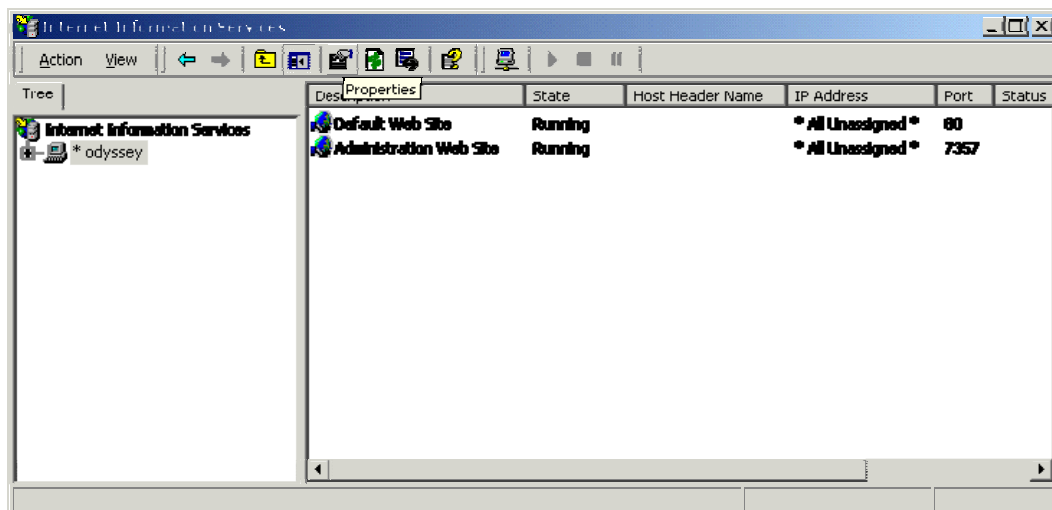 Internet Information Services
Action View
Properties
Tree
Description State Host Header Name IP Address Port Status
Internet Information Services
* odyssey
Default Web Site Running * All Unassigned * 80
Administration Web Site Running * All Unassigned * 7357